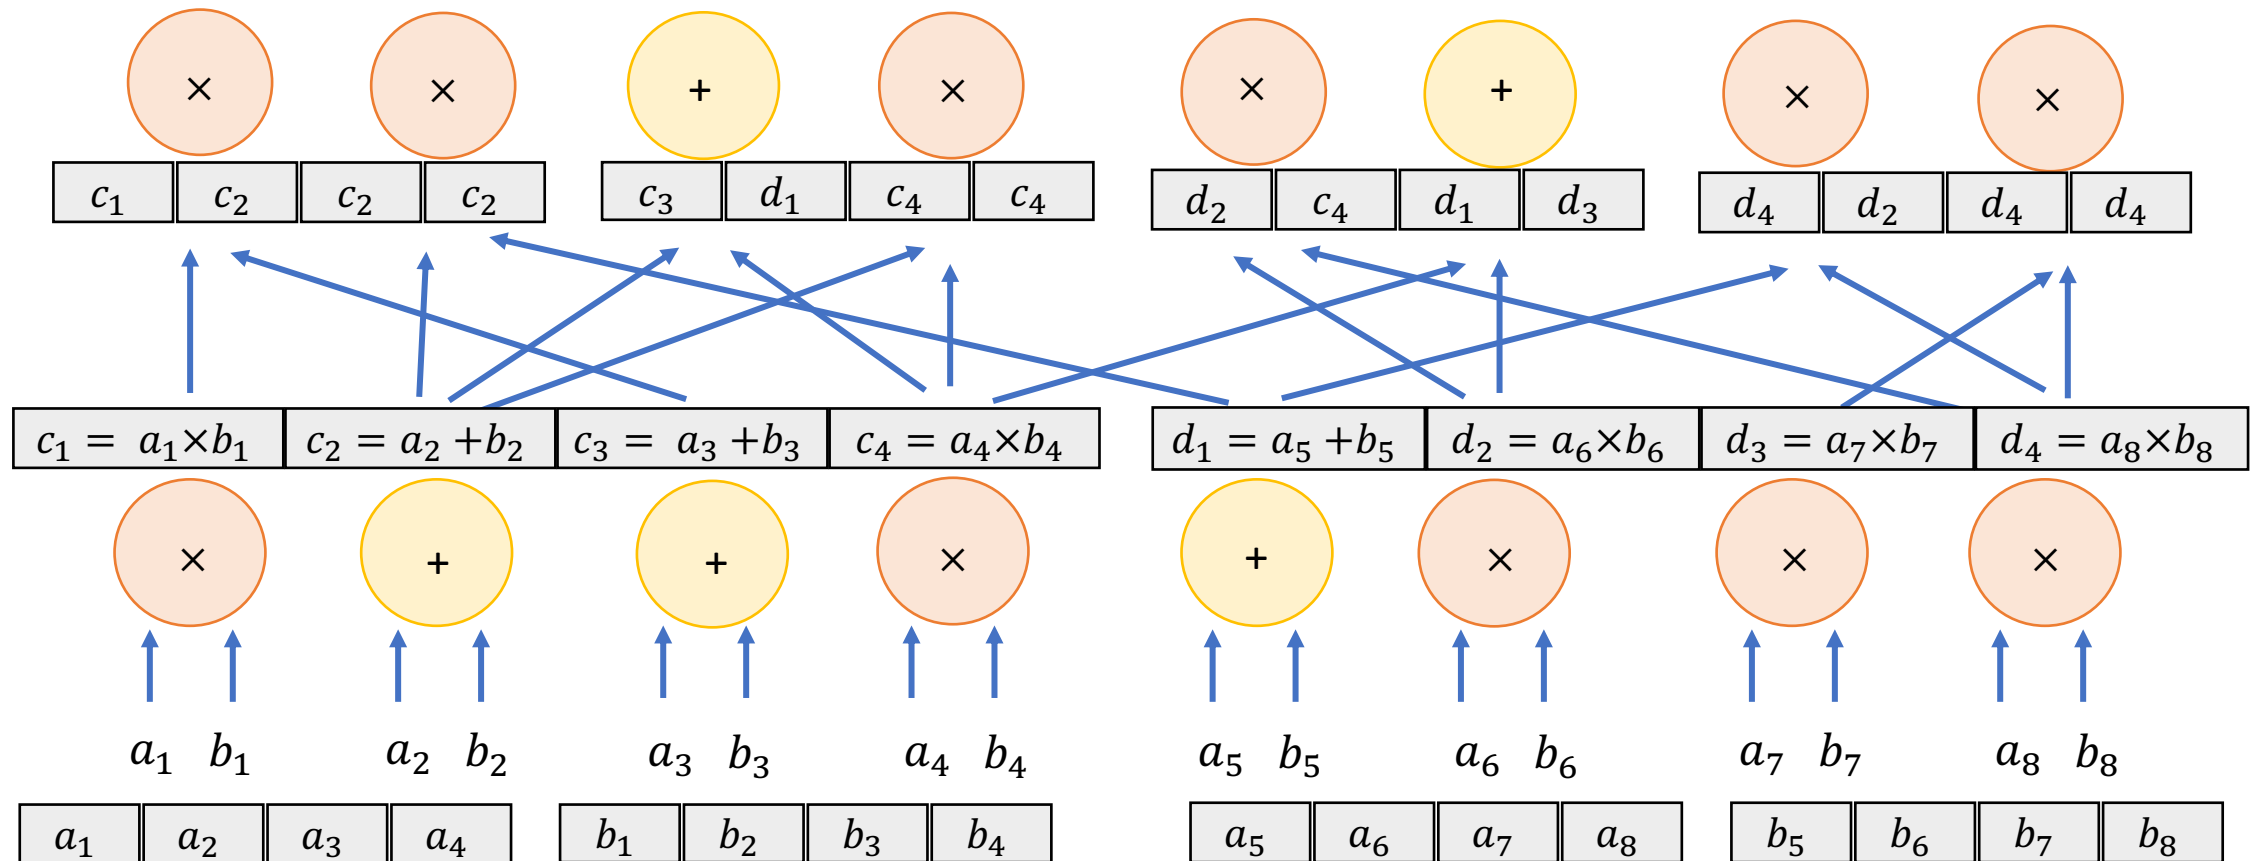 × × + × × + × ×
c₁ c₂ c₂ c₂ c₃ d₁ c₄ c₄ d₂ c₄ d₁ d₃ d₄ d₂ d₄ d₄
c₁ = a₁×b₁ c₂ = a₂ +b₂ c₃ = a₃ +b₃ c₄ = a₄×b₄ d₁ = a₅ +b₅ d₂ = a₆×b₆ d₃ = a₇×b₇ d₄ = a₈×b₈
× + + × + × × ×
a₁ b₁ a₂ b₂ a₃ b₃ a₄ b₄ a₅ b₅ a₆ b₆ a₇ b₇ a₈ b₈
a₁ a₂ a₃ a₄ b₁ b₂ b₃ b₄ a₅ a₆ a₇ a₈ b₅ b₆ b₇ b₈